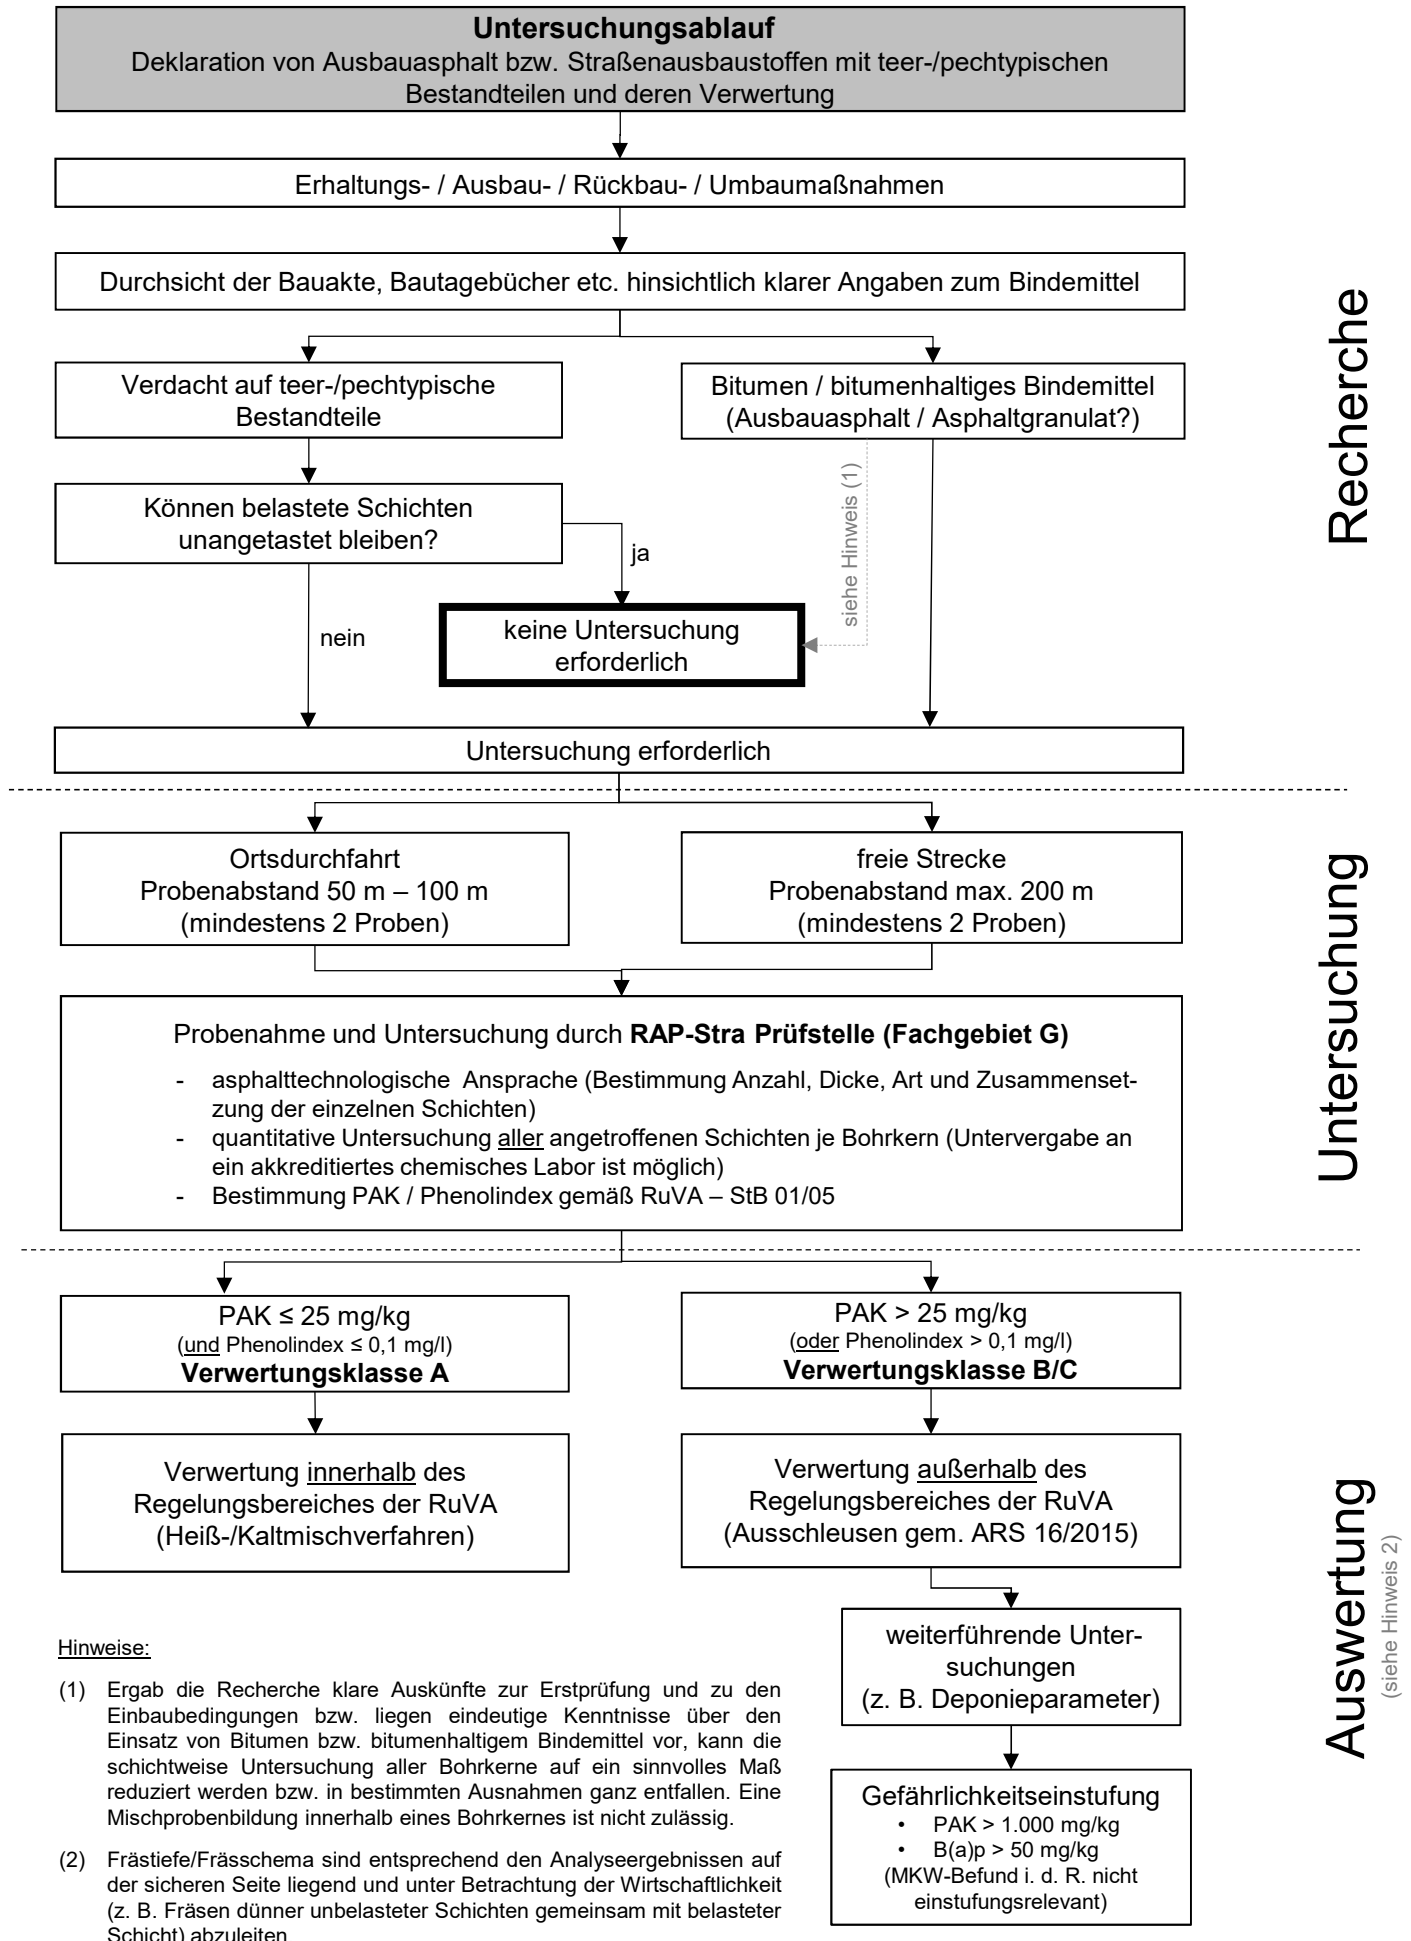 Untersuchungsablauf
Deklaration von Ausbauasphalt bzw. Straßenausbaustoffen mit teer-/pechtypischen
Bestandteilen und deren Verwertung
Erhaltungs- / Ausbau- / Rückbau- / Umbaumaßnahmen
Durchsicht der Bauakte, Bautagebücher etc. hinsichtlich klarer Angaben zum Bindemittel
Verdacht auf teer-/pechtypische
Bestandteile
Bitumen / bitumenhaltiges Bindemittel
(Ausbauasphalt / Asphaltgranulat?)
Können belastete Schichten
unangetastet bleiben?
ja
siehe Hinweis (1)
nein
keine Untersuchung
erforderlich
Untersuchung erforderlich
Recherche
Ortsdurchfahrt
Probenabstand 50 m – 100 m
(mindestens 2 Proben)
freie Strecke
Probenabstand max. 200 m
(mindestens 2 Proben)
Probenahme und Untersuchung durch RAP-Stra Prüfstelle (Fachgebiet G)
- asphalttechnologische Ansprache (Bestimmung Anzahl, Dicke, Art und Zusammenset-
zung der einzelnen Schichten)
- quantitative Untersuchung aller angetroffenen Schichten je Bohrkern (Untervergabe an
ein akkreditiertes chemisches Labor ist möglich)
- Bestimmung PAK / Phenolindex gemäß RuVA – StB 01/05
Untersuchung
PAK ≤ 25 mg/kg
(und Phenolindex ≤ 0,1 mg/l)
Verwertungsklasse A
PAK > 25 mg/kg
(oder Phenolindex > 0,1 mg/l)
Verwertungsklasse B/C
Verwertung innerhalb des
Regelungsbereiches der RuVA
(Heiß-/Kaltmischverfahren)
Verwertung außerhalb des
Regelungsbereiches der RuVA
(Ausschleusen gem. ARS 16/2015)
weiterführende Unter-
suchungen
(z. B. Deponieparameter)
Gefährlichkeitseinstufung
• PAK > 1.000 mg/kg
• B(a)p > 50 mg/kg
(MKW-Befund i. d. R. nicht
einstufungsrelevant)
Auswertung
(siehe Hinweis 2)
Hinweise:
(1) Ergab die Recherche klare Auskünfte zur Erstprüfung und zu den
Einbaubedingungen bzw. liegen eindeutige Kenntnisse über den
Einsatz von Bitumen bzw. bitumenhaltigem Bindemittel vor, kann die
schichtweise Untersuchung aller Bohrkerne auf ein sinnvolles Maß
reduziert werden bzw. in bestimmten Ausnahmen ganz entfallen. Eine
Mischprobenbildung innerhalb eines Bohrkernes ist nicht zulässig.
(2) Frästiefe/Frässchema sind entsprechend den Analyseergebnissen auf
der sicheren Seite liegend und unter Betrachtung der Wirtschaftlichkeit
(z. B. Fräsen dünner unbelasteter Schichten gemeinsam mit belasteter
Schicht) abzuleiten